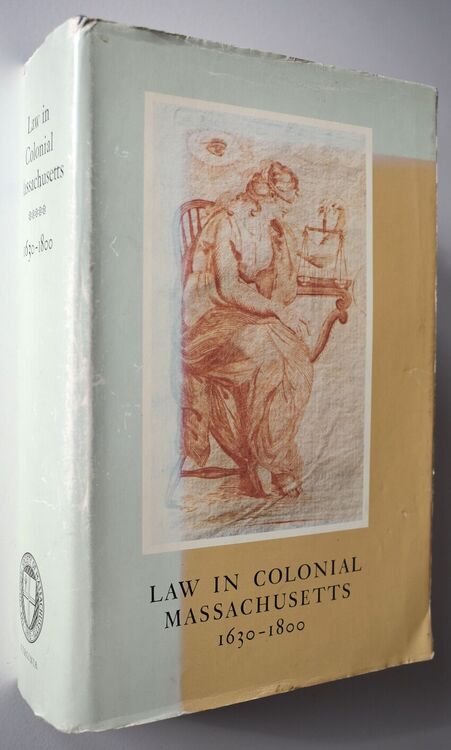 Law in
Colonial
Massachusetts
1630–1800
LAW IN COLONIAL
MASSACHUSETTS
1630–1800